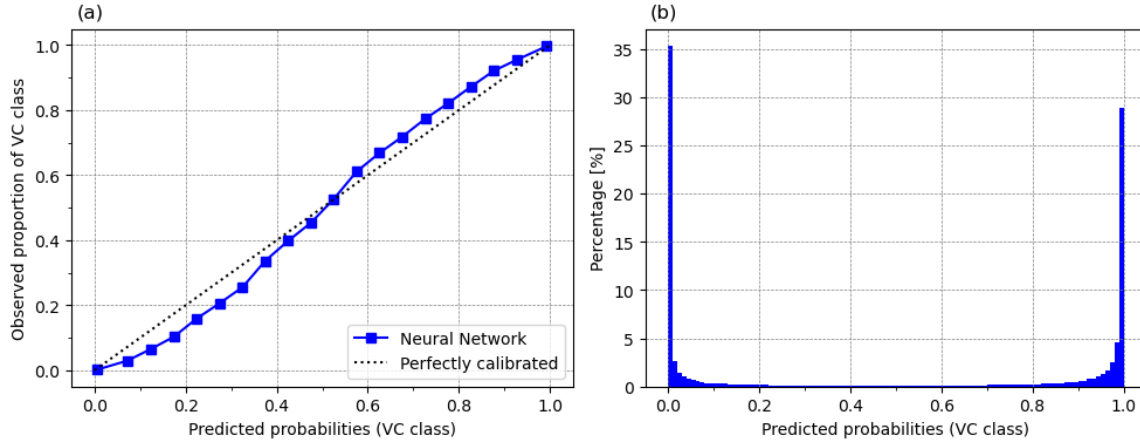 (a)
Observed proportion of VC class
1.0
0.8
0.6
0.4
0.2
0.0
Neural Network
Perfectly calibrated
0.0 0.2 0.4 0.6 0.8 1.0
Predicted probabilities (VC class)
(b)
Percentage [%]
35
30
25
20
15
10
5
0
0.0 0.2 0.4 0.6 0.8 1.0
Predicted probabilities (VC class)